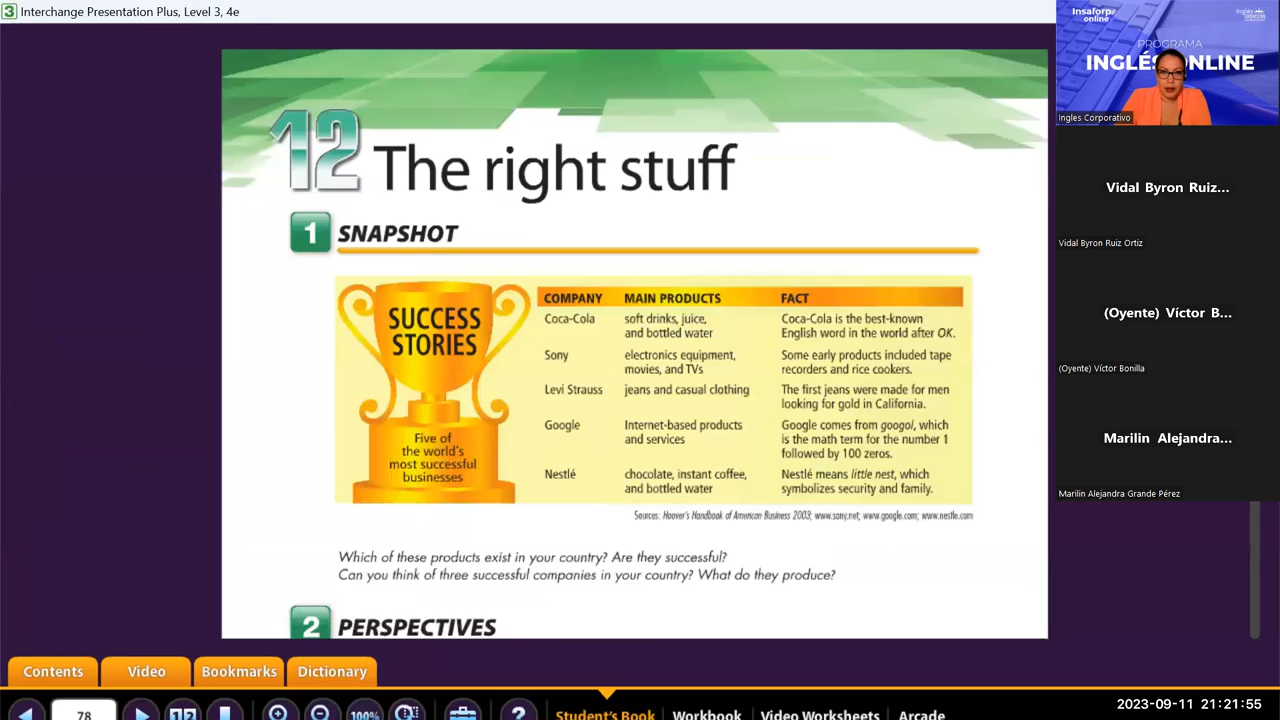 Interchange Presentation Plus, Level 3, 4e
12 The right stuff
1 SNAPSHOT
SUCCESS
STORIES
Five of
the world's
most successful
businesses
COMPANY MAIN PRODUCTS FACT
Coca-Cola soft drinks, juice, Coca-Cola is the best-known
and bottled water English word in the world after OK.
Sony electronics equipment, Some early products included tape
movies, and TVs recorders and rice cookers.
Levi Strauss jeans and casual clothing The first jeans were made for men
looking for gold in California.
Google Internet-based products Google comes from googol, which
and services is the math term for the number 1
followed by 100 zeros.
Nestlé chocolate, instant coffee, Nestlé means little nest, which
and bottled water symbolizes security and family.
Sources: Hoover's Handbook of American Business 2003; www.sony.net; www.google.com; www.nestle.com
Which of these products exist in your country? Are they successful?
Can you think of three successful companies in your country? What do they produce?
2 PERSPECTIVES
Contents Video Bookmarks Dictionary
78 100% Student's Book Workbook Video Worksheets Arcade
Insaforp
online
PROGRAMA
INGLÉS ONLINE
Ingles Corporativo
Vidal Byron Ruiz...
Vidal Byron Ruiz Ortiz
(Oyente) Víctor B...
(Oyente) Víctor Bonilla
Marilin Alejandra...
Marilin Alejandra Grande Pérez
2023-09-11 21:21:55